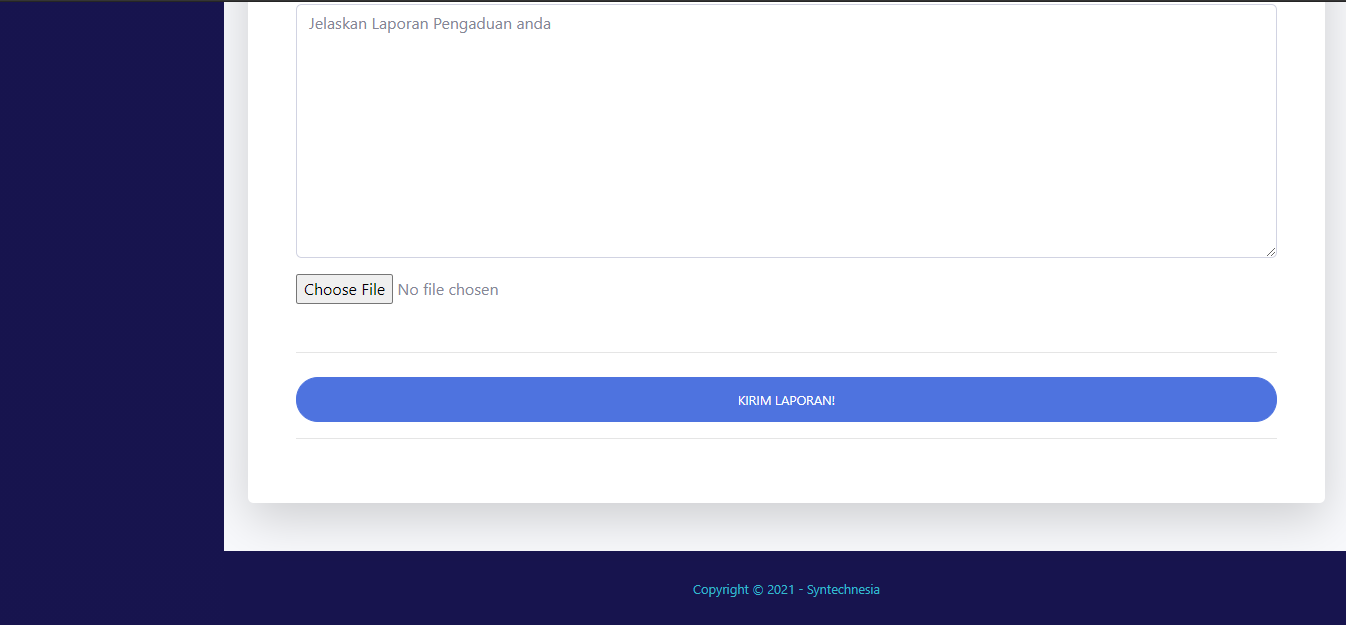 Jelaskan Laporan Pengaduan anda
Choose File No file chosen
KIRIM LAPORAN!
Copyright © 2021 - Syntechnesia